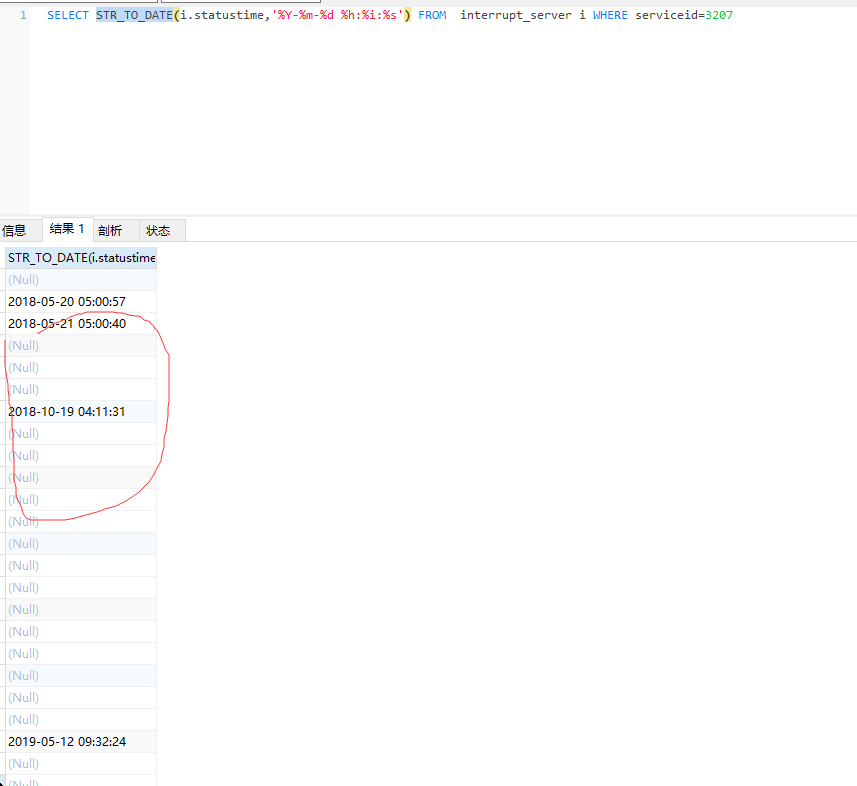 1 SELECT STR_TO_DATE(i.statustime,'%Y-%m-%d %h:%i:%s') FROM  interrupt_server i WHERE serviceid=3207
信息 结果 1 剖析 状态
STR_TO_DATE(i.statustime
(Null)
2018-05-20 05:00:57
2018-05-21 05:00:40
(Null)
(Null)
(Null)
2018-10-19 04:11:31
(Null)
(Null)
(Null)
(Null)
(Null)
(Null)
(Null)
(Null)
(Null)
(Null)
(Null)
(Null)
(Null)
(Null)
2019-05-12 09:32:24
(Null)
(Null)